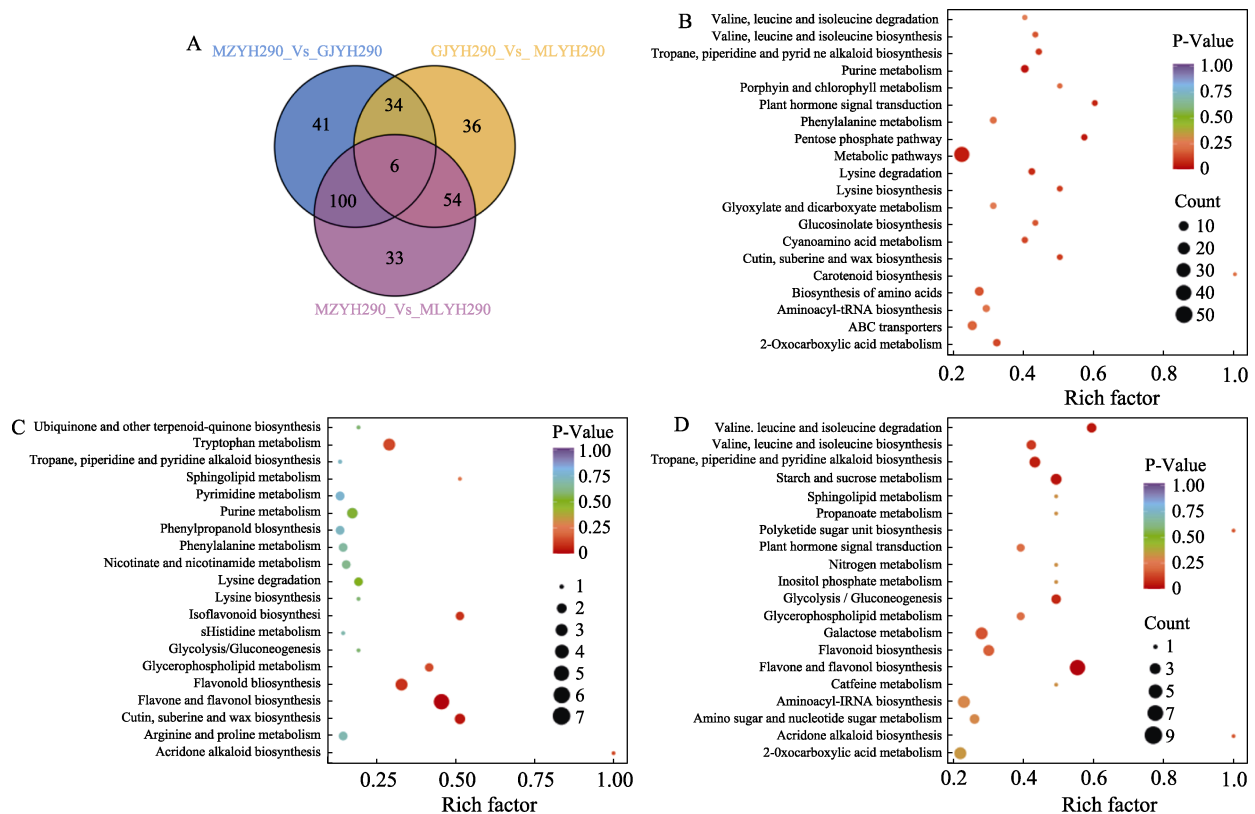 A
MZYH290_Vs_GJYH290
GJYH290_Vs_ MLYH290
41
34
36
6
100
54
33
MZYH290_Vs_MLYH290
B
Valine, leucine and isoleucine degradation
Valine, leucine and isoleucine biosynthesis
Tropane, piperidine and pyrid ne alkaloid biosynthesis
Purine metabolism
Porphyin and chlorophyll metabolism
Plant hormone signal transduction
Phenylalanine metabolism
Pentose phosphate pathway
Metabolic pathways
Lysine degradation
Lysine biosynthesis
Glyoxylate and dicarboxyate metabolism
Glucosinolate biosynthesis
Cyanoamino acid metabolism
Cutin, suberine and wax biosynthesis
Carotenoid biosynthesis
Biosynthesis of amino acids
Aminoacyl-tRNA biosynthesis
ABC transporters
2-Oxocarboxylic acid metabolism
0.2 0.4 0.6 0.8 1.0
Rich factor
P-Value
1.00
0.75
0.50
0.25
0
Count
10
20
30
40
50
C
Ubiquinone and other terpenoid-quinone biosynthesis
Tryptophan metabolism
Tropane, piperidine and pyridine alkaloid biosynthesis
Sphingolipid metabolism
Pyrimidine metabolism
Purine metabolism
Phenylpropanold biosynthesis
Phenylalanine metabolism
Nicotinate and nicotinamide metabolism
Lysine degradation
Lysine biosynthesis
Isoflavonoid biosynthesi
sHistidine metabolism
Glycolysis/Gluconeogenesis
Glycerophospholipid metabolism
Flavonold bliosynthesis
Flavone and flavonol biosynthesis
Cutin, suberine and wax biosynthesis
Arginine and proline metabolism
Acridone alkaloid biosynthesis
0.25 0.50 0.75 1.00
Rich factor
P-Value
1.00
0.75
0.50
0.25
0
1
2
3
4
5
6
7
D
Valine. leucine and isoleucine degradation
Valine, leucine and isoleucine biosynthesis
Tropane, piperidine and pyridine alkaloid biosynthesis
Starch and sucrose metabolism
Sphingolipid metabolism
Propanoate metabolism
Polyketide sugar unit biosynthesis
Plant hormone signal transduction
Nitrogen metabolism
Inositol phosphate metabolism
Glycolysis / Gluconeogenesis
Glycerophospholipid metabolism
Galactose metabolism
Flavonoid biosynthesis
Flavone and flavonol biosynthesis
Catfeine metabolism
Aminoacyl-IRNA biosynthesis
Amino sugar and nucleotide sugar metabolism
Acridone alkaloid biosynthesis
2-0xocarboxylic acid metabolism
0.2 0.4 0.6 0.8 1.0
Rich factor
P-Value
1.00
0.75
0.50
0.25
0
Count
1
3
5
7
9